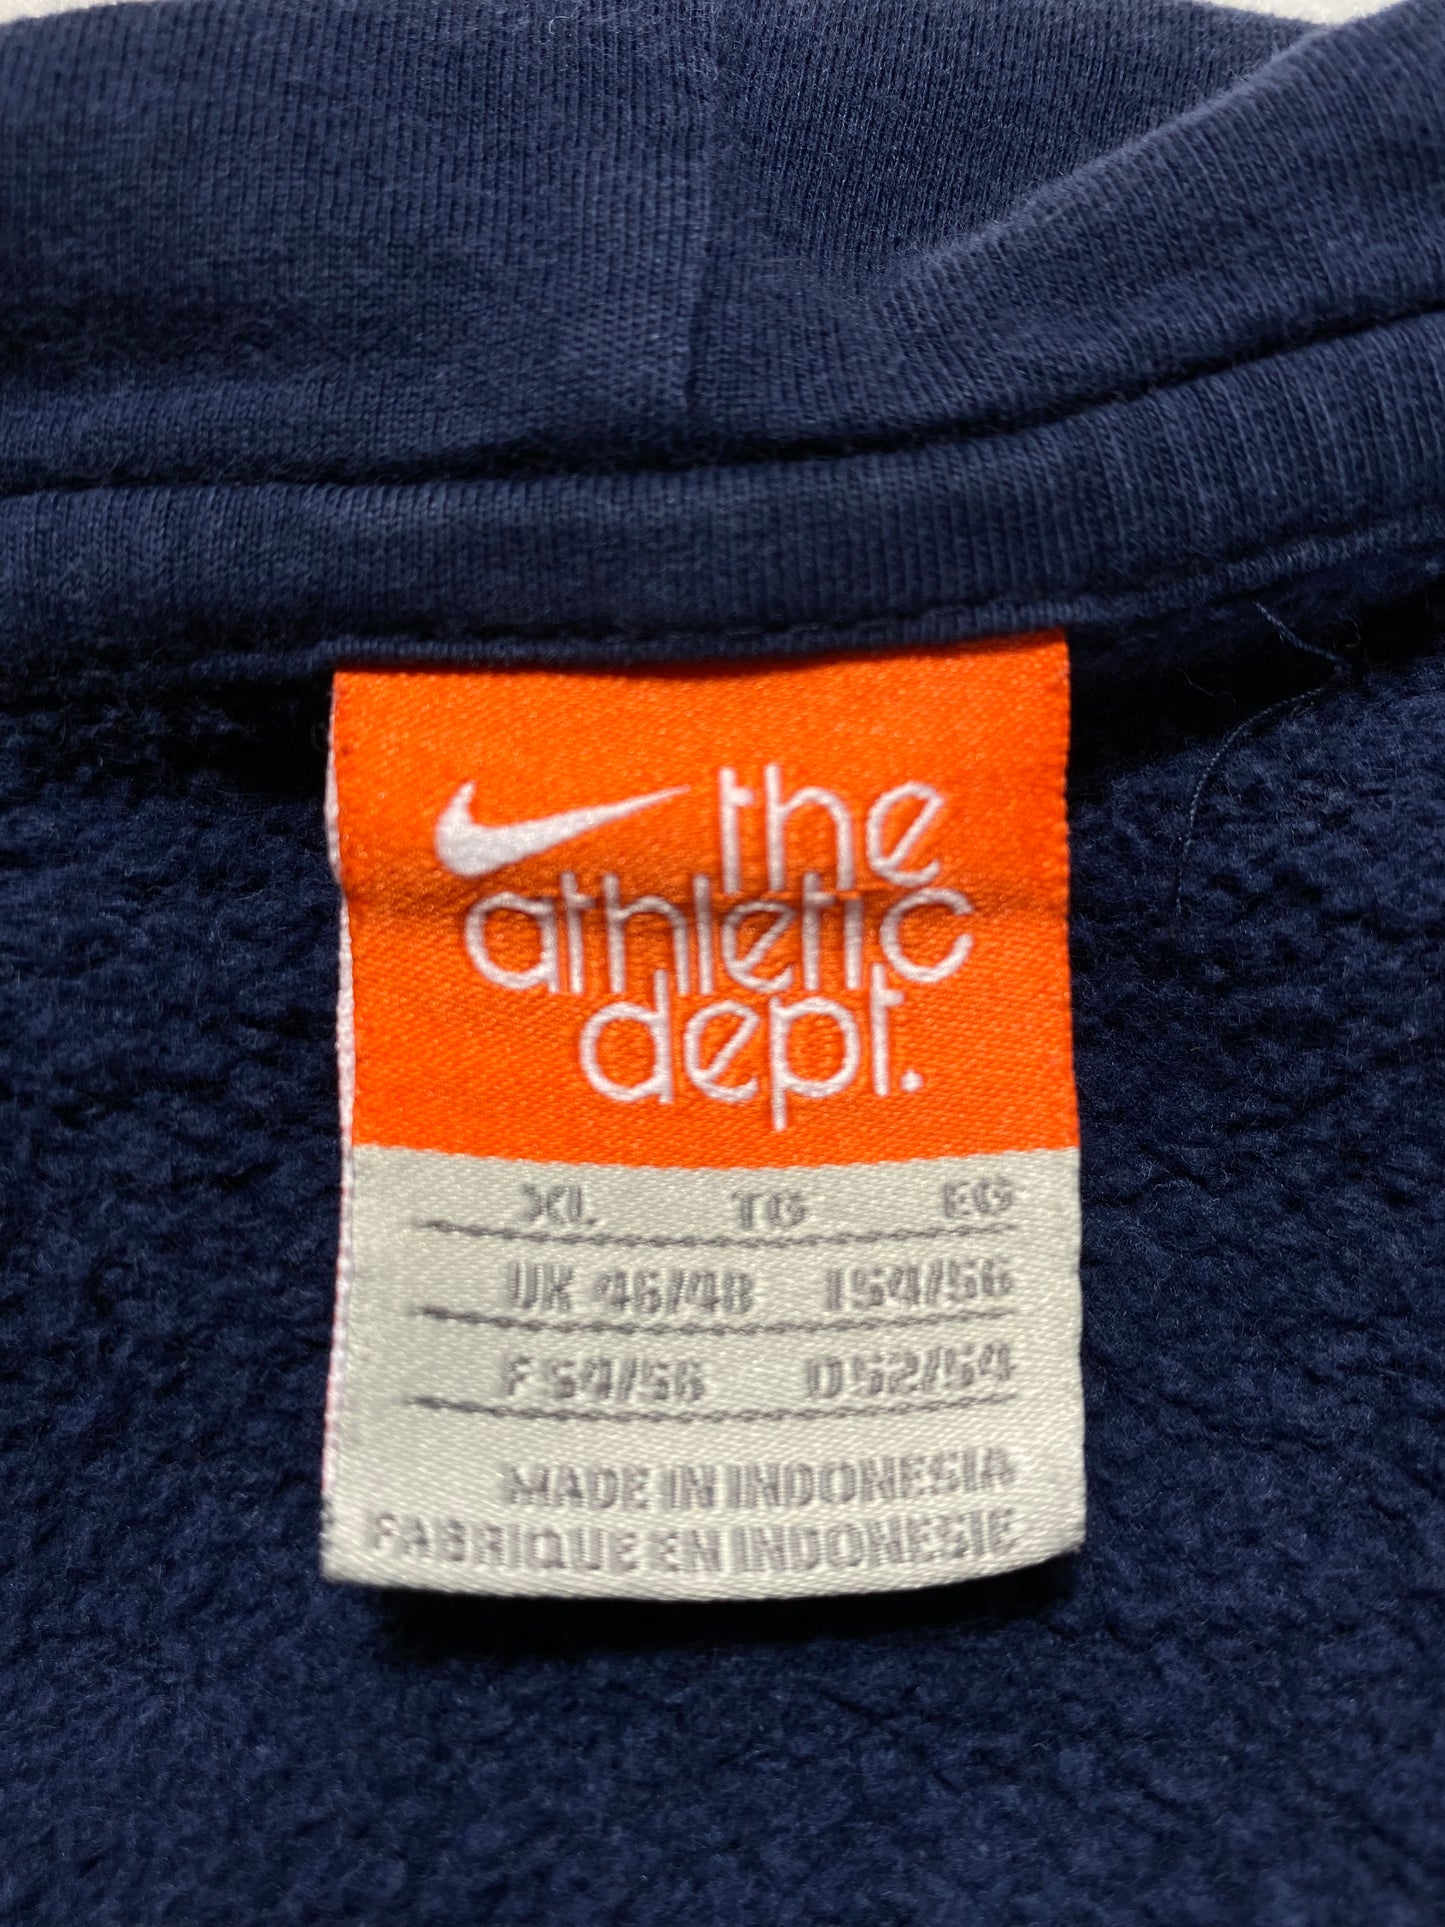 the
athletic
dept.
XL TG EG
UK 46/48 I 54/56
F 54/56 D 52/54
MADE IN INDONESIA
FABRIQUE EN INDONESIE